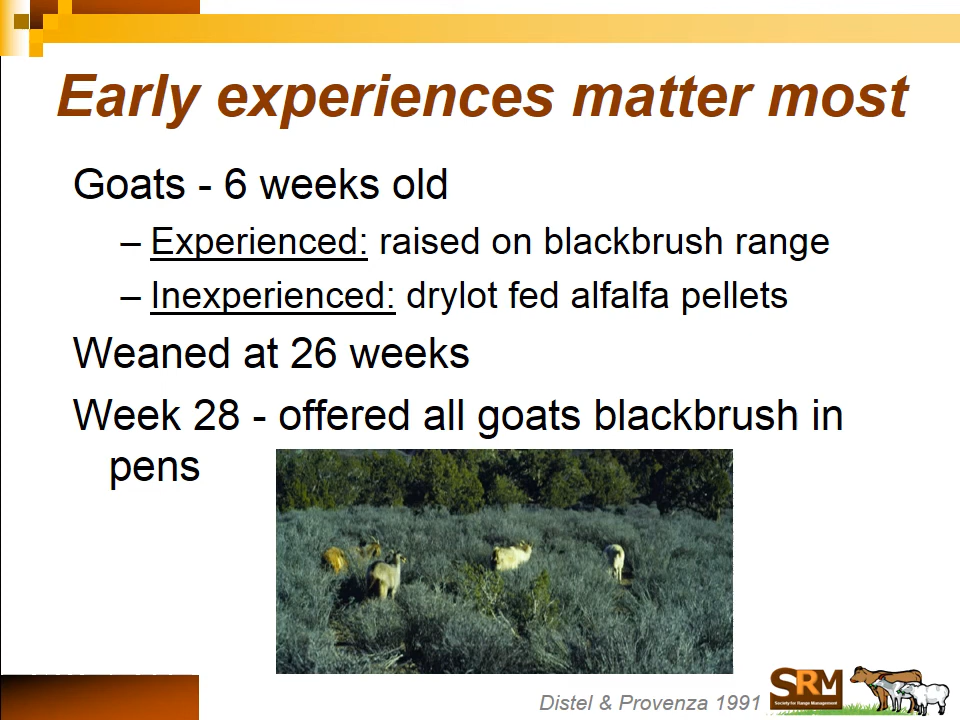 Early experiences matter most
Goats - 6 weeks old
– Experienced: raised on blackbrush range
– Inexperienced: drylot fed alfalfa pellets
Weaned at 26 weeks
Week 28 - offered all goats blackbrush in
pens
Distel & Provenza 1991
SRM
Society for Range Management